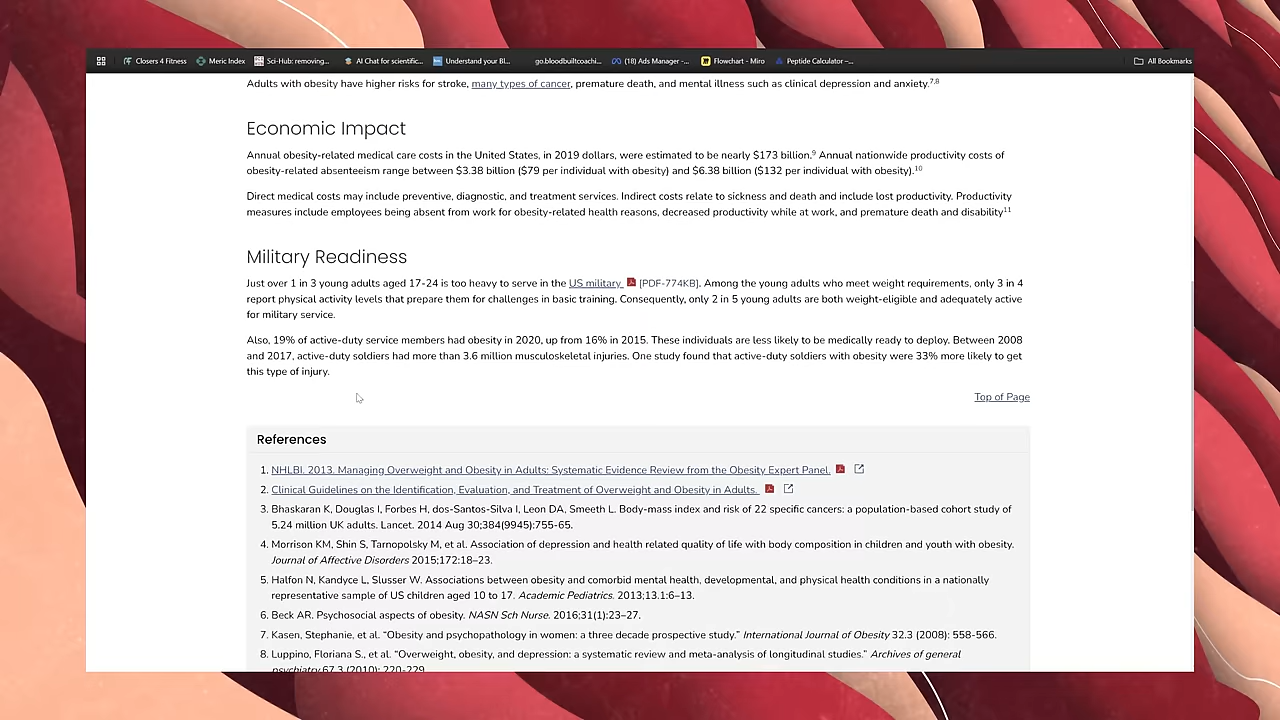 Closers 4 Fitness Meric Index Sci-Hub: removing... AI Chat for scientific... Understand your Bl... go.bloodbuiltcoachi... (18) Ads Manager -... Flowchart - Miro Peptide Calculator –... All Bookmarks
Adults with obesity have higher risks for stroke, many types of cancer, premature death, and mental illness such as clinical depression and anxiety.7,8
Economic Impact
Annual obesity-related medical care costs in the United States, in 2019 dollars, were estimated to be nearly $173 billion.9 Annual nationwide productivity costs of
obesity-related absenteeism range between $3.38 billion ($79 per individual with obesity) and $6.38 billion ($132 per individual with obesity).10
Direct medical costs may include preventive, diagnostic, and treatment services. Indirect costs relate to sickness and death and include lost productivity. Productivity
measures include employees being absent from work for obesity-related health reasons, decreased productivity while at work, and premature death and disability11
Military Readiness
Just over 1 in 3 young adults aged 17-24 is too heavy to serve in the US military [PDF-774KB]. Among the young adults who meet weight requirements, only 3 in 4
report physical activity levels that prepare them for challenges in basic training. Consequently, only 2 in 5 young adults are both weight-eligible and adequately active
for military service.
Also, 19% of active-duty service members had obesity in 2020, up from 16% in 2015. These individuals are less likely to be medically ready to deploy. Between 2008
and 2017, active-duty soldiers had more than 3.6 million musculoskeletal injuries. One study found that active-duty soldiers with obesity were 33% more likely to get
this type of injury.
Top of Page
References
1. NHLBI. 2013. Managing Overweight and Obesity in Adults: Systematic Evidence Review from the Obesity Expert Panel.
2. Clinical Guidelines on the Identification, Evaluation, and Treatment of Overweight and Obesity in Adults.
3. Bhaskaran K, Douglas I, Forbes H, dos-Santos-Silva I, Leon DA, Smeeth L. Body-mass index and risk of 22 specific cancers: a population-based cohort study of
5.24 million UK adults. Lancet. 2014 Aug 30;384(9945):755-65.
4. Morrison KM, Shin S, Tarnopolsky M, et al. Association of depression and health related quality of life with body composition in children and youth with obesity.
Journal of Affective Disorders 2015;172:18–23.
5. Halfon N, Kandyce L, Slusser W. Associations between obesity and comorbid mental health, developmental, and physical health conditions in a nationally
representative sample of US children aged 10 to 17. Academic Pediatrics. 2013;13.1:6–13.
6. Beck AR. Psychosocial aspects of obesity. NASN Sch Nurse. 2016;31(1):23–27.
7. Kasen, Stephanie, et al. “Obesity and psychopathology in women: a three decade prospective study.” International Journal of Obesity 32.3 (2008): 558-566.
8. Luppino, Floriana S., et al. “Overweight, obesity, and depression: a systematic review and meta-analysis of longitudinal studies.” Archives of general
psychiatry 67.3 (2010): 220-229.